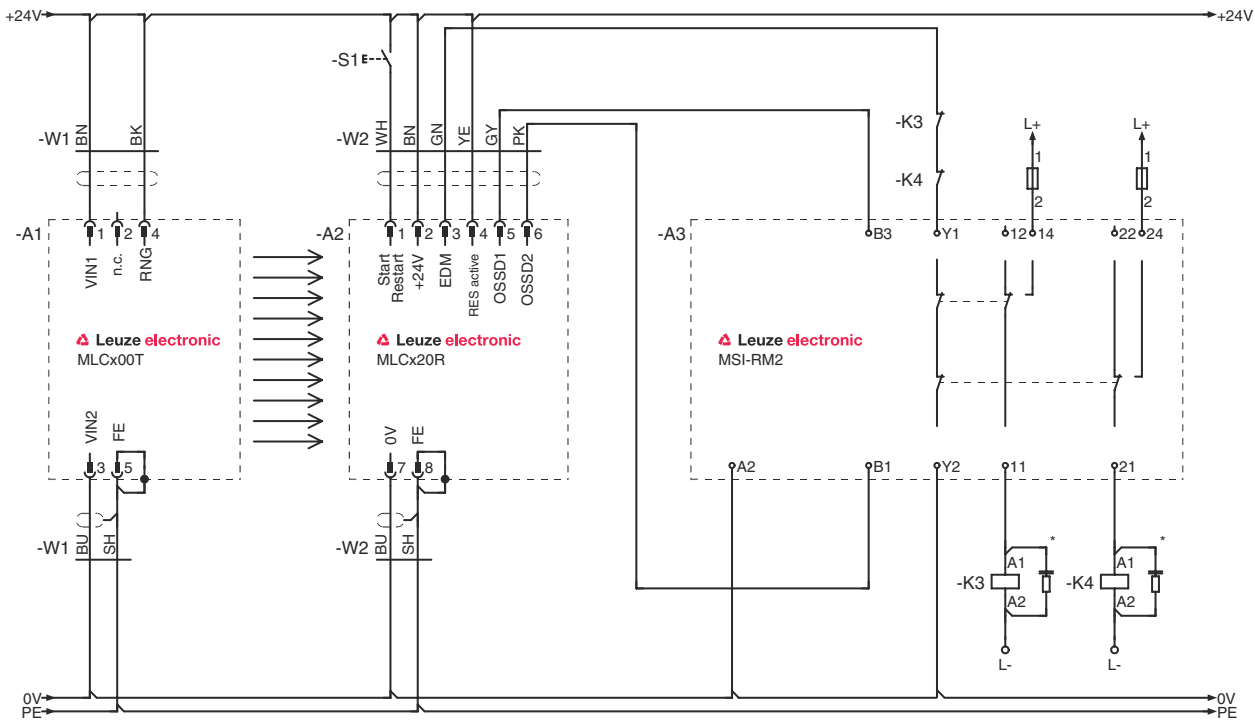 +24V
+24V
-S1
-W1
BN
BK
-W2
WH
BN
GN
YE
GY
PK
-K3
-K4
L+
L+
1
2
1
2
-A1
1
2
4
VIN1
n.c.
RNG
-A2
1
2
3
4
5
6
Start
Restart
+24V
EDM
RES active
OSSD1
OSSD2
-A3
B3
Y1
12
14
22
24
Leuze electronic
MLCx00T
Leuze electronic
MLCx20R
Leuze electronic
MSI-RM2
VIN2
FE
3
5
0V
FE
7
8
A2
B1
Y2
11
21
-W1
BU
SH
-W2
BU
SH
-K3
A1
A2
*
-K4
A1
A2
*
L-
L-
0V
PE
0V
PE